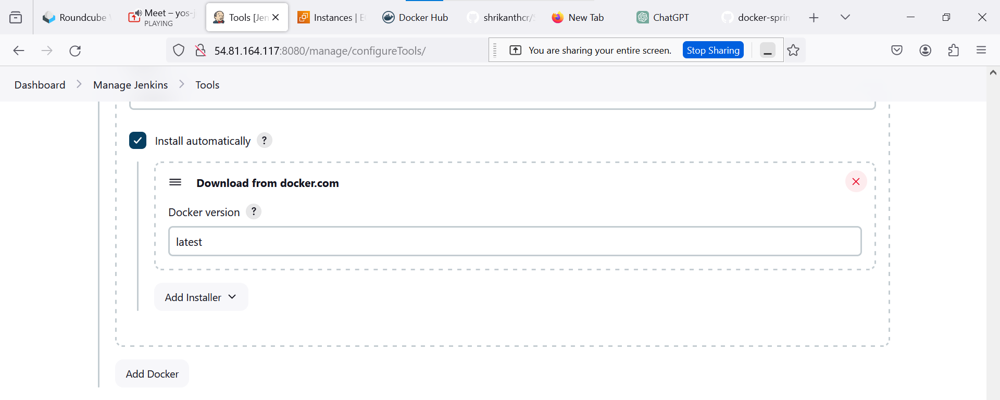 Roundcube
Meet – yos-j
PLAYING
Tools [Jen
Instances | E
Docker Hub
shrikanthcr/S
New Tab
ChatGPT
docker-sprin
54.81.164.117:8080/manage/configureTools/
You are sharing your entire screen.
Stop Sharing
Dashboard
Manage Jenkins
Tools
Install automatically ?
Download from docker.com
Docker version ?
latest
Add Installer
Add Docker